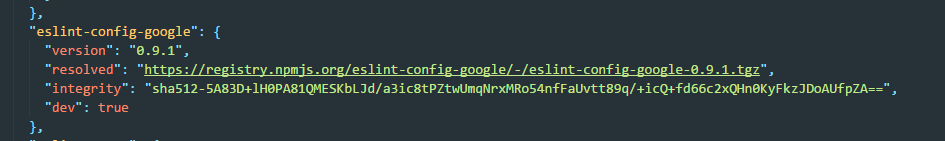 },
"eslint-config-google": {
"version": "0.9.1",
"resolved": "https://registry.npmjs.org/eslint-config-google/-/eslint-config-google-0.9.1.tgz",
"integrity": "sha512-5A83D+lH0PA81QMESKbLJd/a3ic8tPZtwUmqNrxMRo54nfFaUvtt89q/+icQ+fd66c2xQHn0KyFkzJDoAUfpZA==",
"dev": true
},